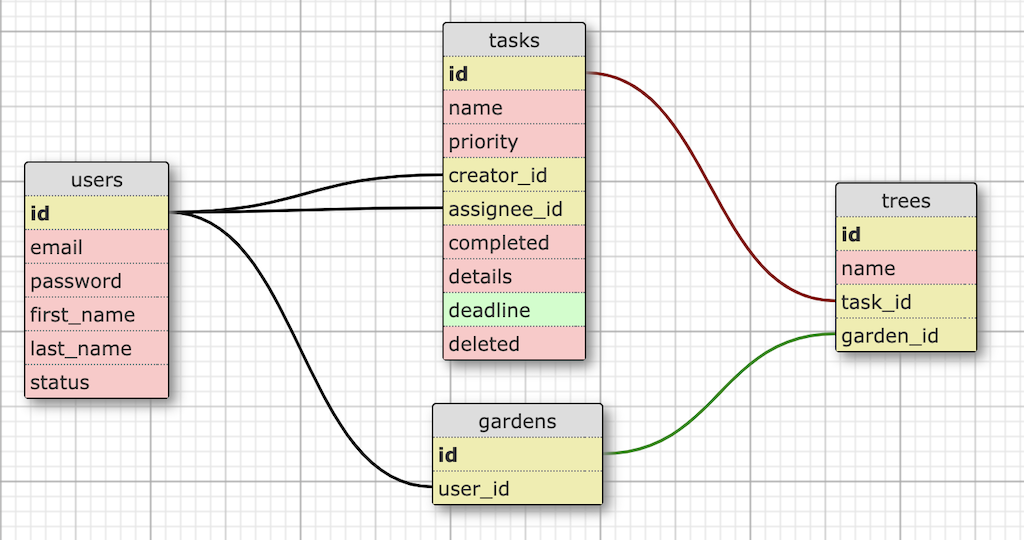 users
id
email
password
first_name
last_name
status
tasks
id
name
priority
creator_id
assignee_id
completed
details
deadline
deleted
gardens
id
user_id
trees
id
name
task_id
garden_id